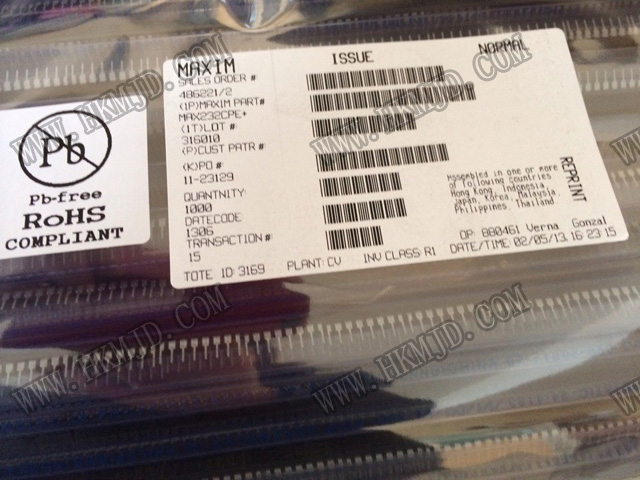 MAXIM
ISSUE
NORMAL
SALES ORDER #
486221/2
(1P)MAXIM PART#
MAX232CPE+
(1T)LOT #
316010
(P)CUST PATR #
(K)PO #
11-23129
QUANTNITY
1000
DATECODE
1306
TRANSACTION #
15
TOTE ID: 3169
PLANT: CV
INV CLASS: R1
Assembled in one or more
of following countries
Hong Kong, Indonesia,
Japan, Korea, Malaysia,
Philippines, Thailand
REPRINT
OP: 880461 Verna Gonzal
DATE/TIME: 02/05/13, 16 23 15
Pb
Pb-free
RoHS
COMPLIANT
WWW.HKMJD.COM
WWW.HKMJD.COM
WWW.HKMJD.COM
WWW.HKMJD.COM